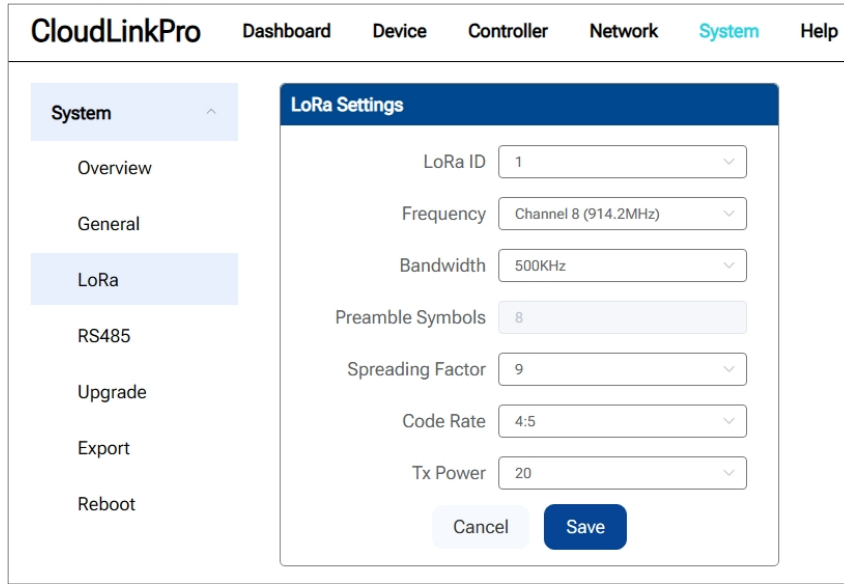 CloudLinkPro Dashboard Device Controller Network System Help
System
Overview
General
LoRa
RS485
Upgrade
Export
Reboot
LoRa Settings
LoRa ID 1
Frequency Channel 8 (914.2MHz)
Bandwidth 500KHz
Preamble Symbols 8
Spreading Factor 9
Code Rate 4:5
Tx Power 20
Cancel Save